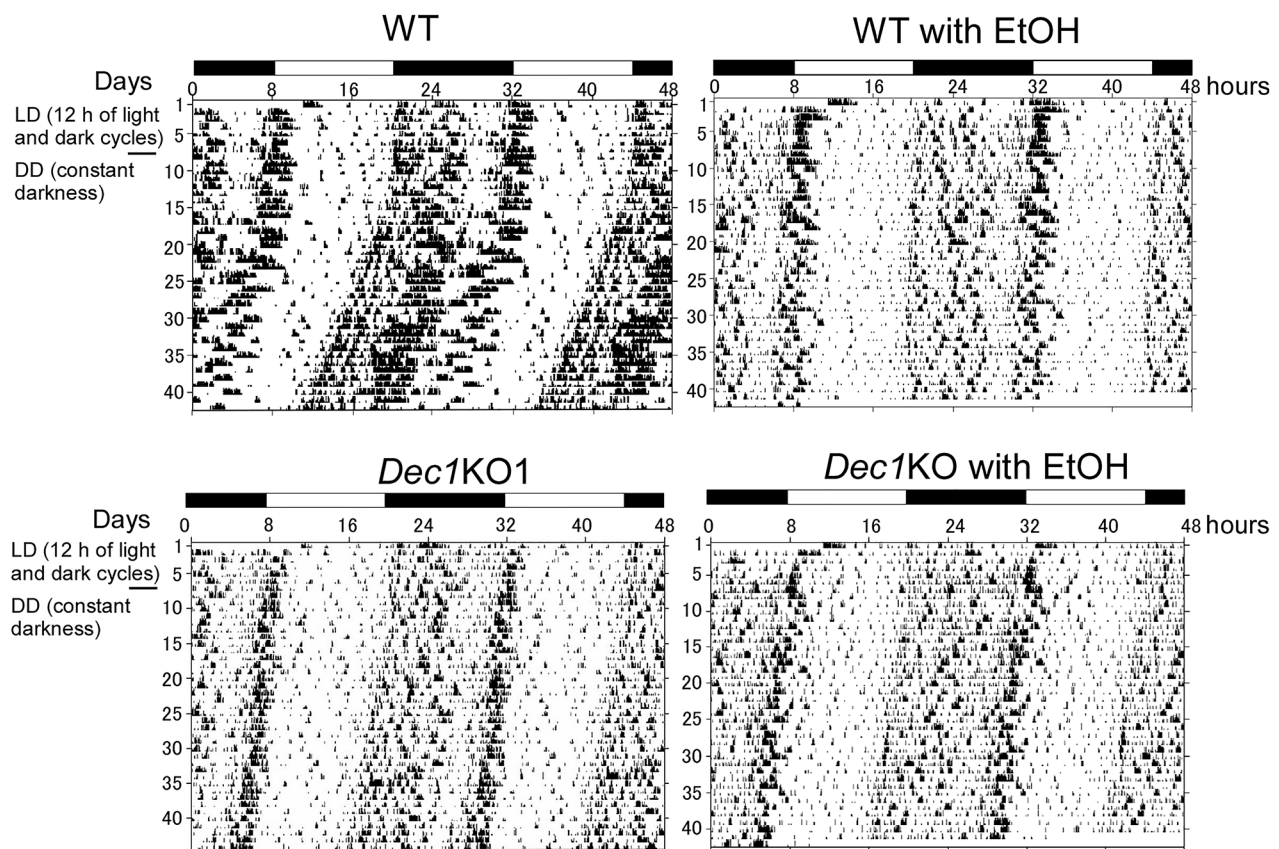 WT
WT with EtOH
Days
0 8 16 24 32 40 48
0 8 16 24 32 40 48 hours
LD (12 h of light
and dark cycles)
DD (constant
darkness)
1
5
10
15
20
25
30
35
40
1
5
10
15
20
25
30
35
40
Dec1KO1
Dec1KO with EtOH
Days
0 8 16 24 32 40 48
0 8 16 24 32 40 48 hours
LD (12 h of light
and dark cycles)
DD (constant
darkness)
1
5
10
15
20
25
30
35
40
1
5
10
15
20
25
30
35
40